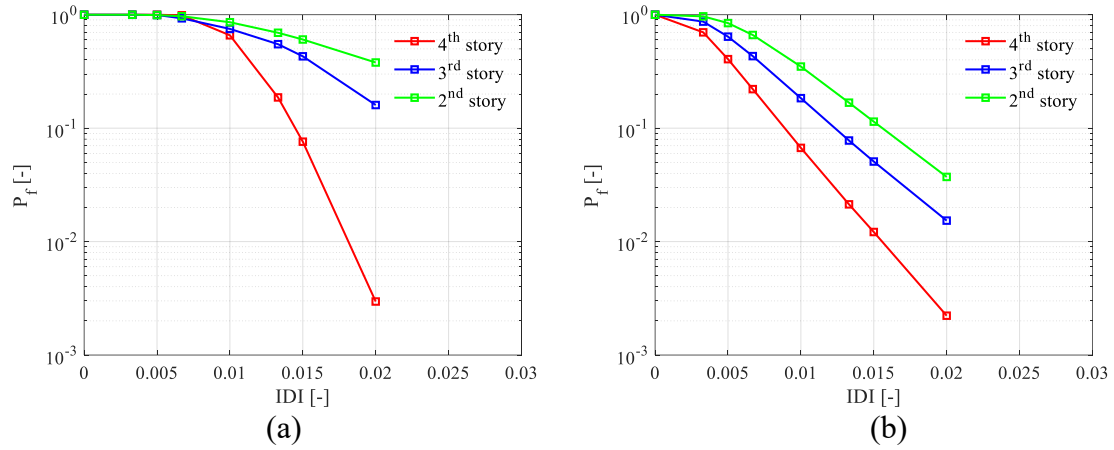 10^0
10^-1
10^-2
10^-3
P_f [-]
0 0.005 0.01 0.015 0.02 0.025 0.03
IDI [-]
4^th story
3^rd story
2^nd story
(a)
10^0
10^-1
10^-2
10^-3
P_f [-]
0 0.005 0.01 0.015 0.02 0.025 0.03
IDI [-]
4^th story
3^rd story
2^nd story
(b)